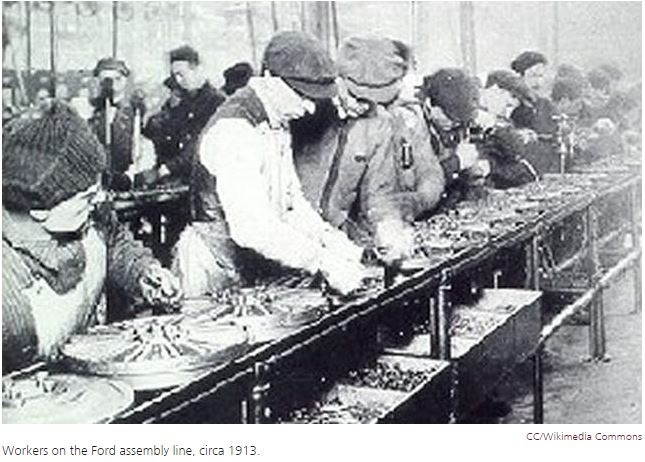 CC/Wikimedia Commons
Workers on the Ford assembly line, circa 1913.